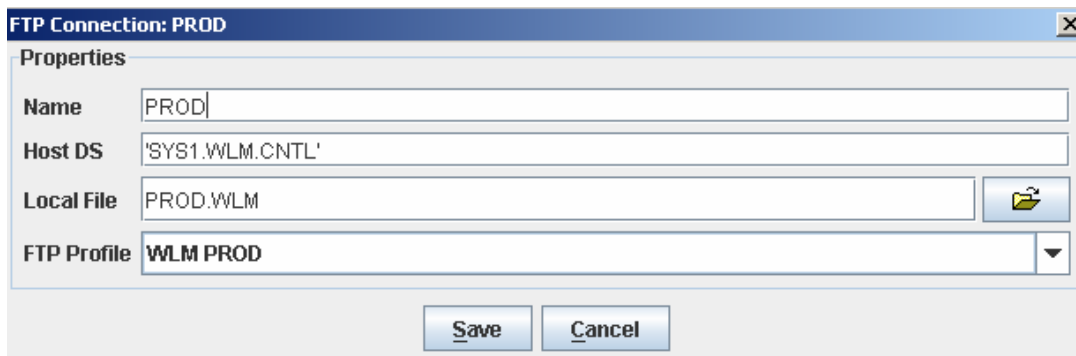 FTP Connection: PROD
Properties
Name PROD
Host DS 'SYS1.WLM.CNTL'
Local File PROD.WLM
FTP Profile WLM PROD
Save Cancel